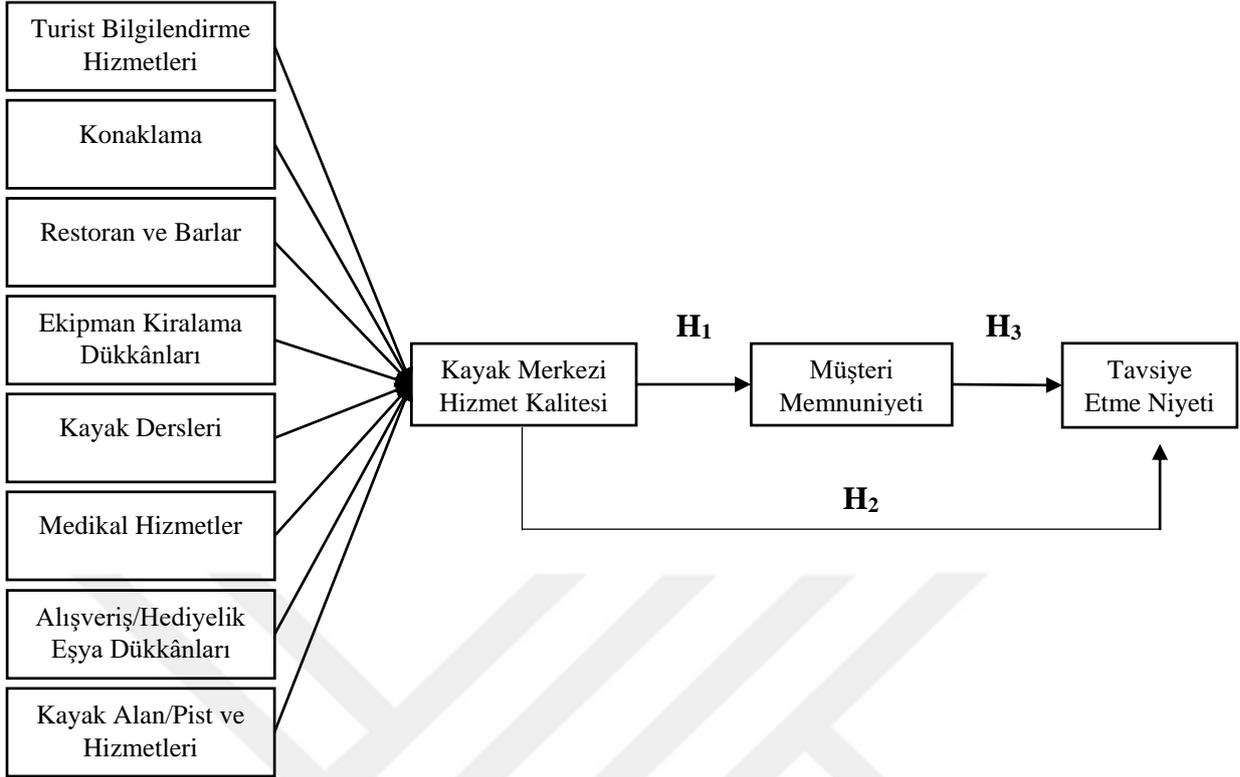 Turist Bilgilendirme
Hizmetleri
Konaklama
Restoran ve Barlar
Ekipman Kiralama
Dükkânları
Kayak Dersleri
Medikal Hizmetler
Alışveriş/Hediyelik
Eşya Dükkânları
Kayak Alan/Pist ve
Hizmetleri
Kayak Merkezi
Hizmet Kalitesi
H₁
Müşteri
Memnuniyeti
H₃
Tavsiye
Etme Niyeti
H₂